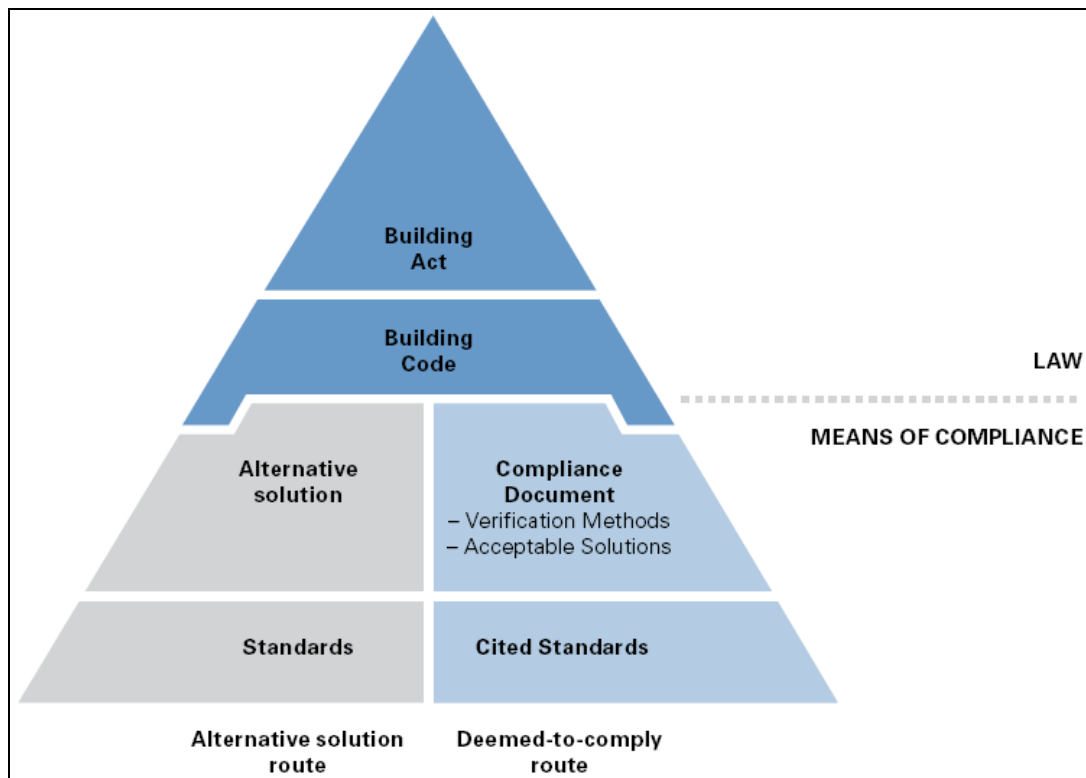 Building
Act
Building
Code
LAW
MEANS OF COMPLIANCE
Alternative
solution
Compliance
Document
– Verification Methods
– Acceptable Solutions
Standards
Cited Standards
Alternative solution
route
Deemed-to-comply
route